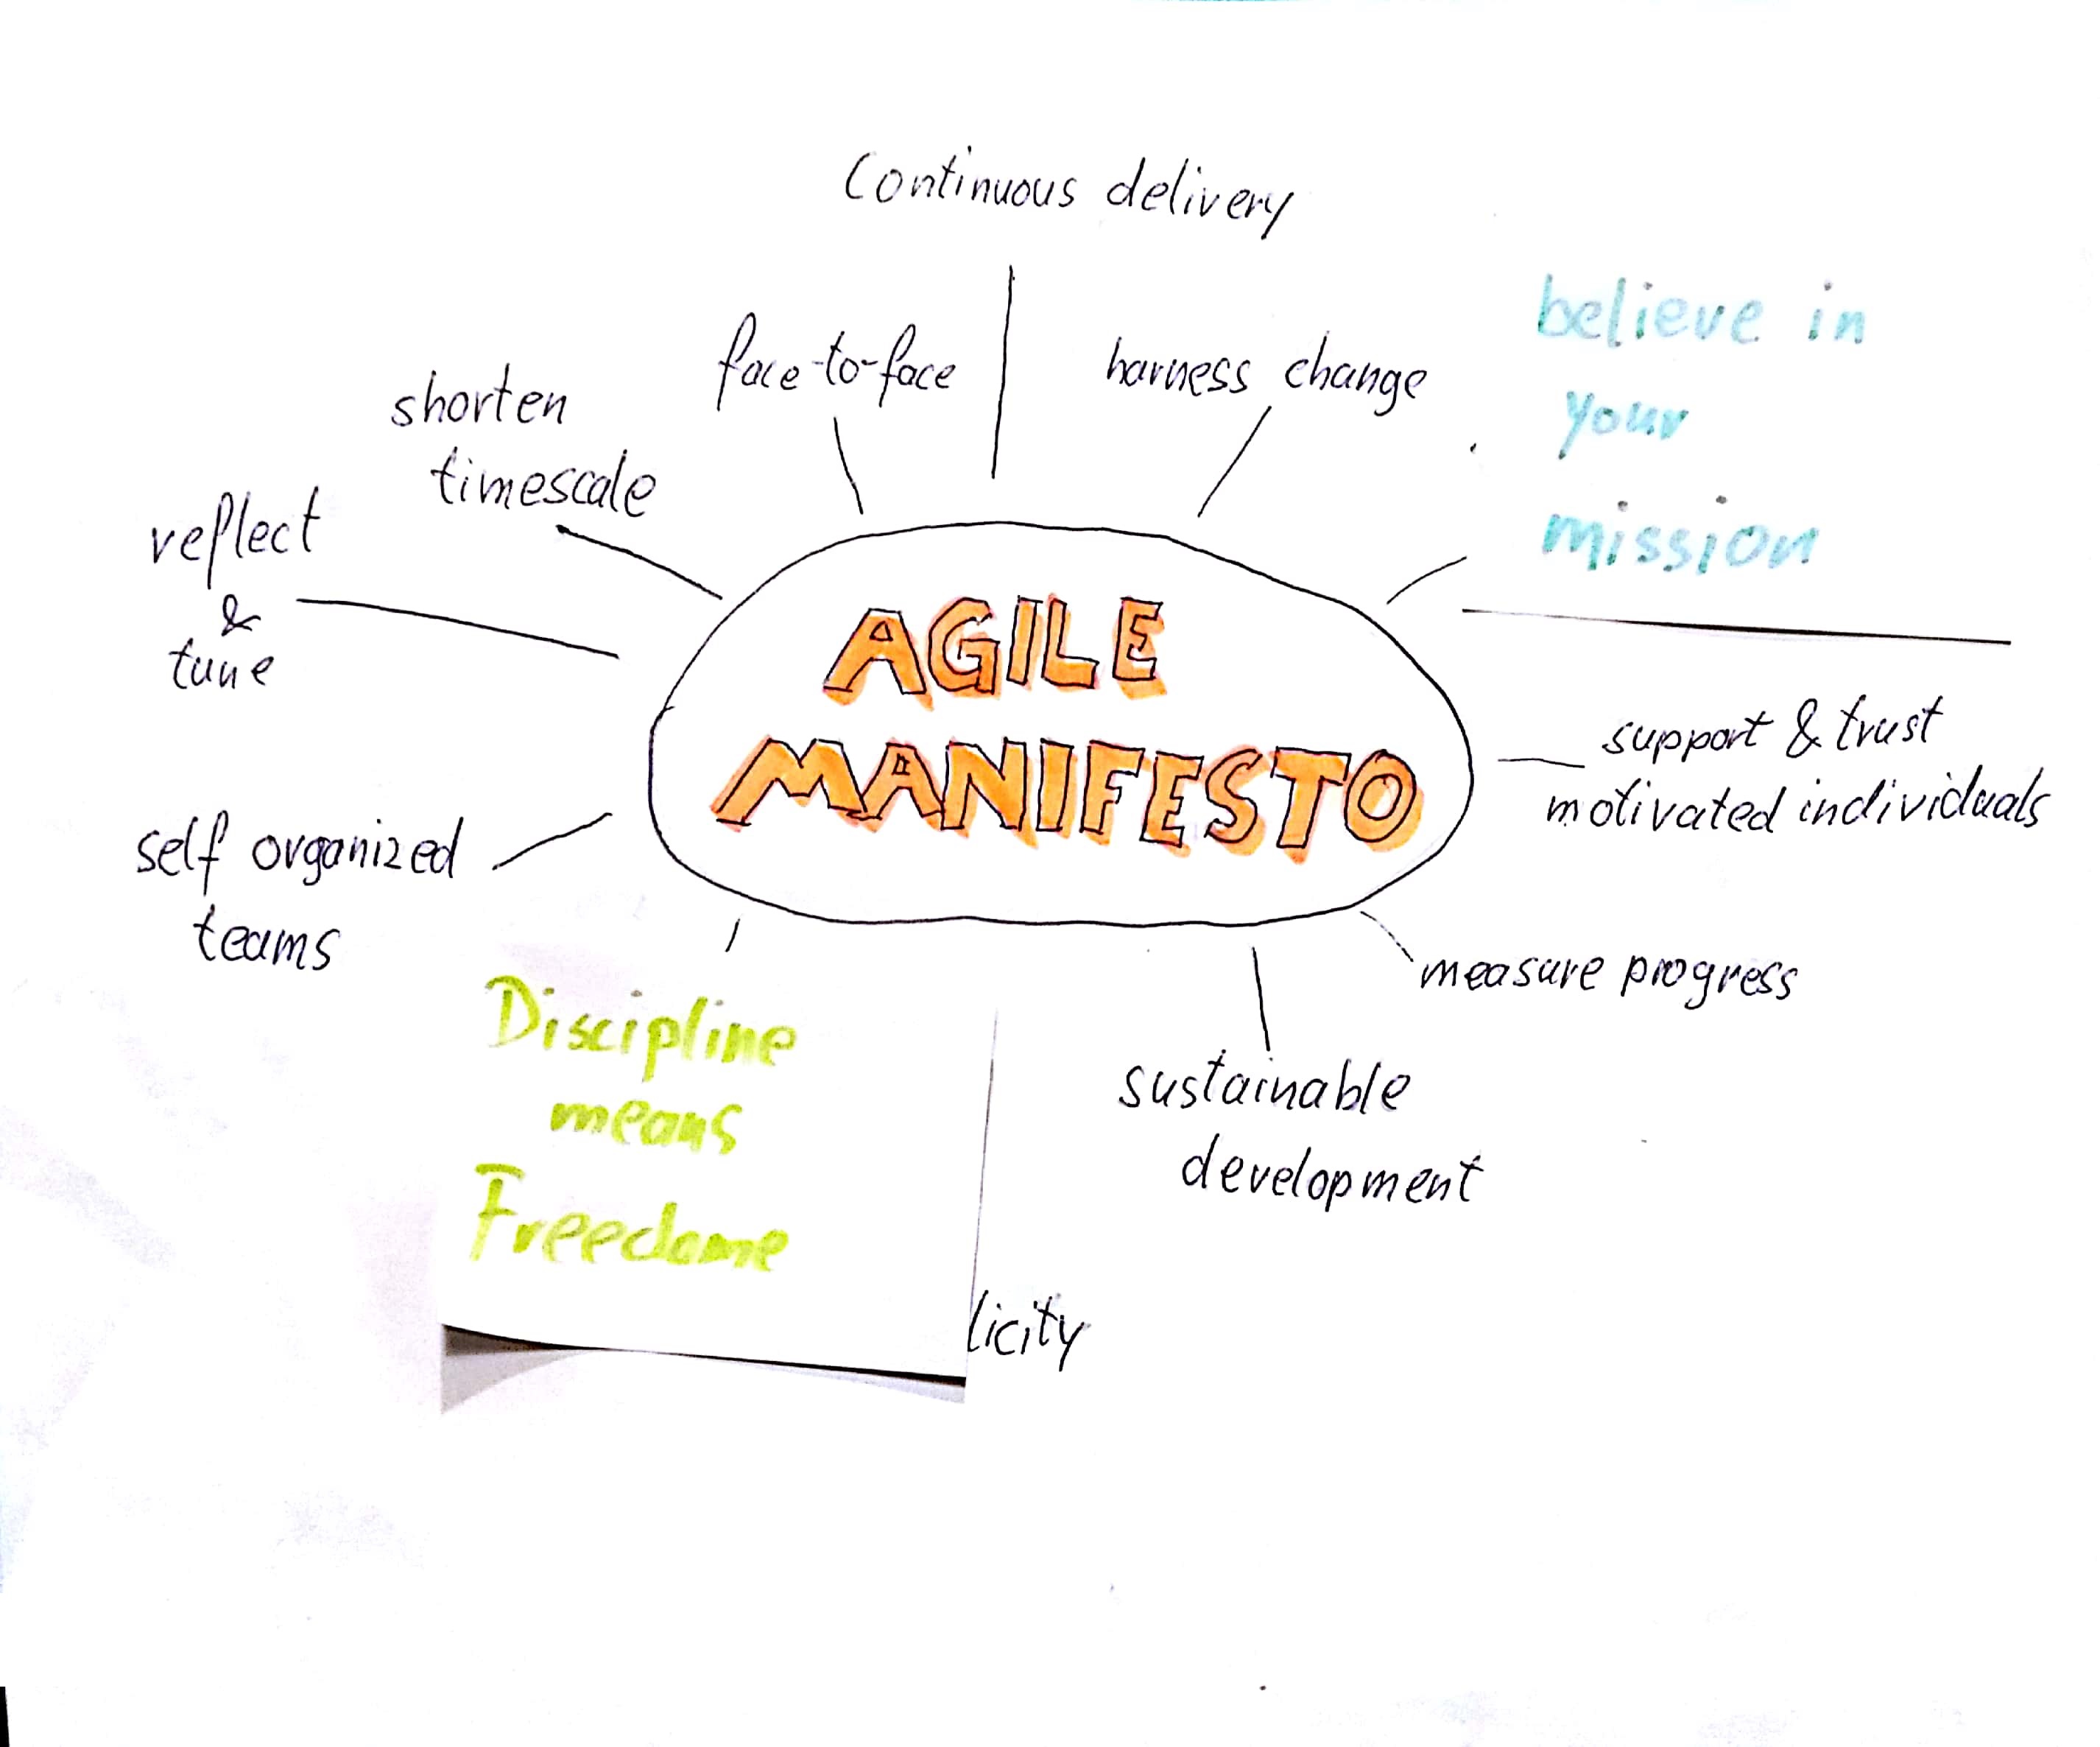 Continuous delivery
face-to-face
harness change
believe in
your
mission
shorten
timescale
reflect
&
tune
AGILE
MANIFESTO
support & trust
motivated individuals
self organized
teams
measure progress
Discipline
means
Freedome
sustainable
development
licity